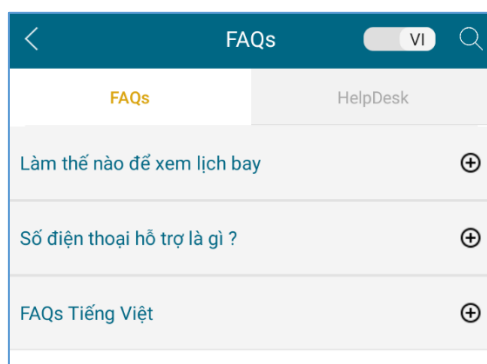 FAQs
VI
FAQs
HelpDesk
Làm thế nào để xem lịch bay
Số điện thoại hỗ trợ là gì ?
FAQs Tiếng Việt